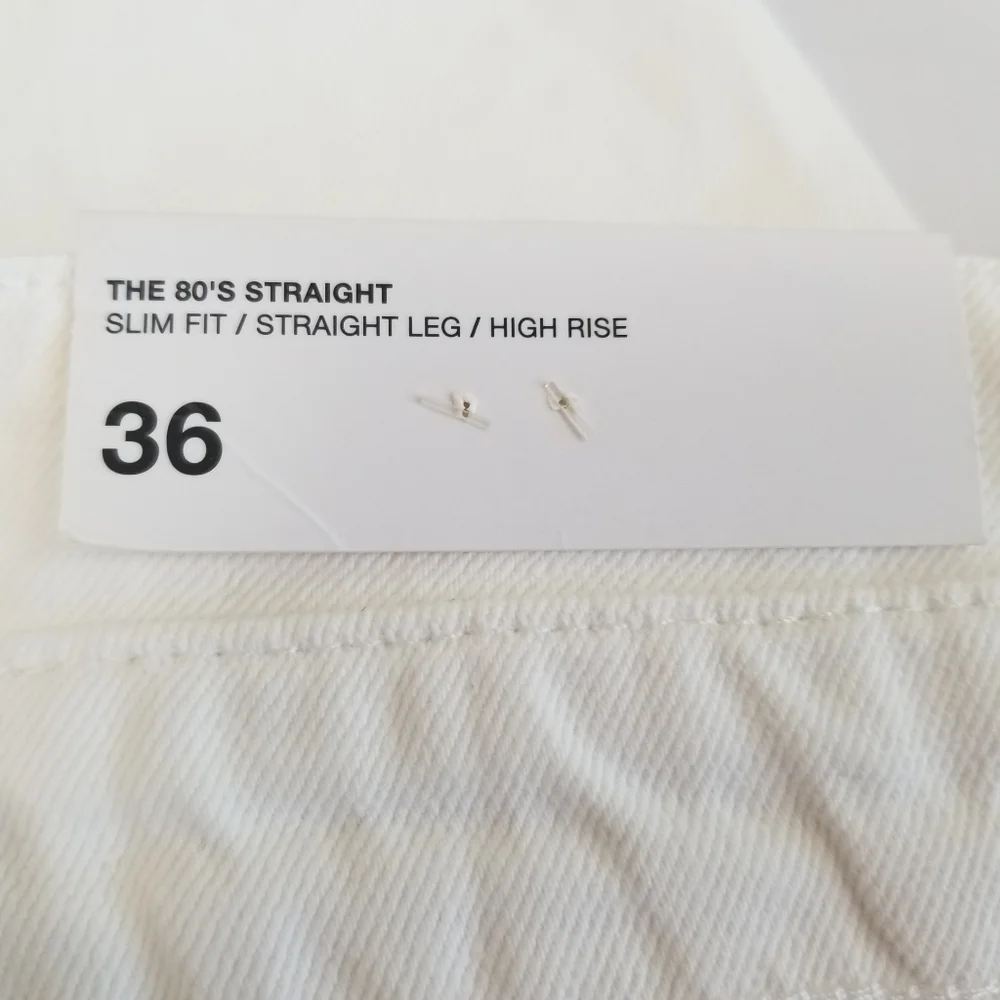 THE 80'S STRAIGHT
SLIM FIT / STRAIGHT LEG / HIGH RISE
36